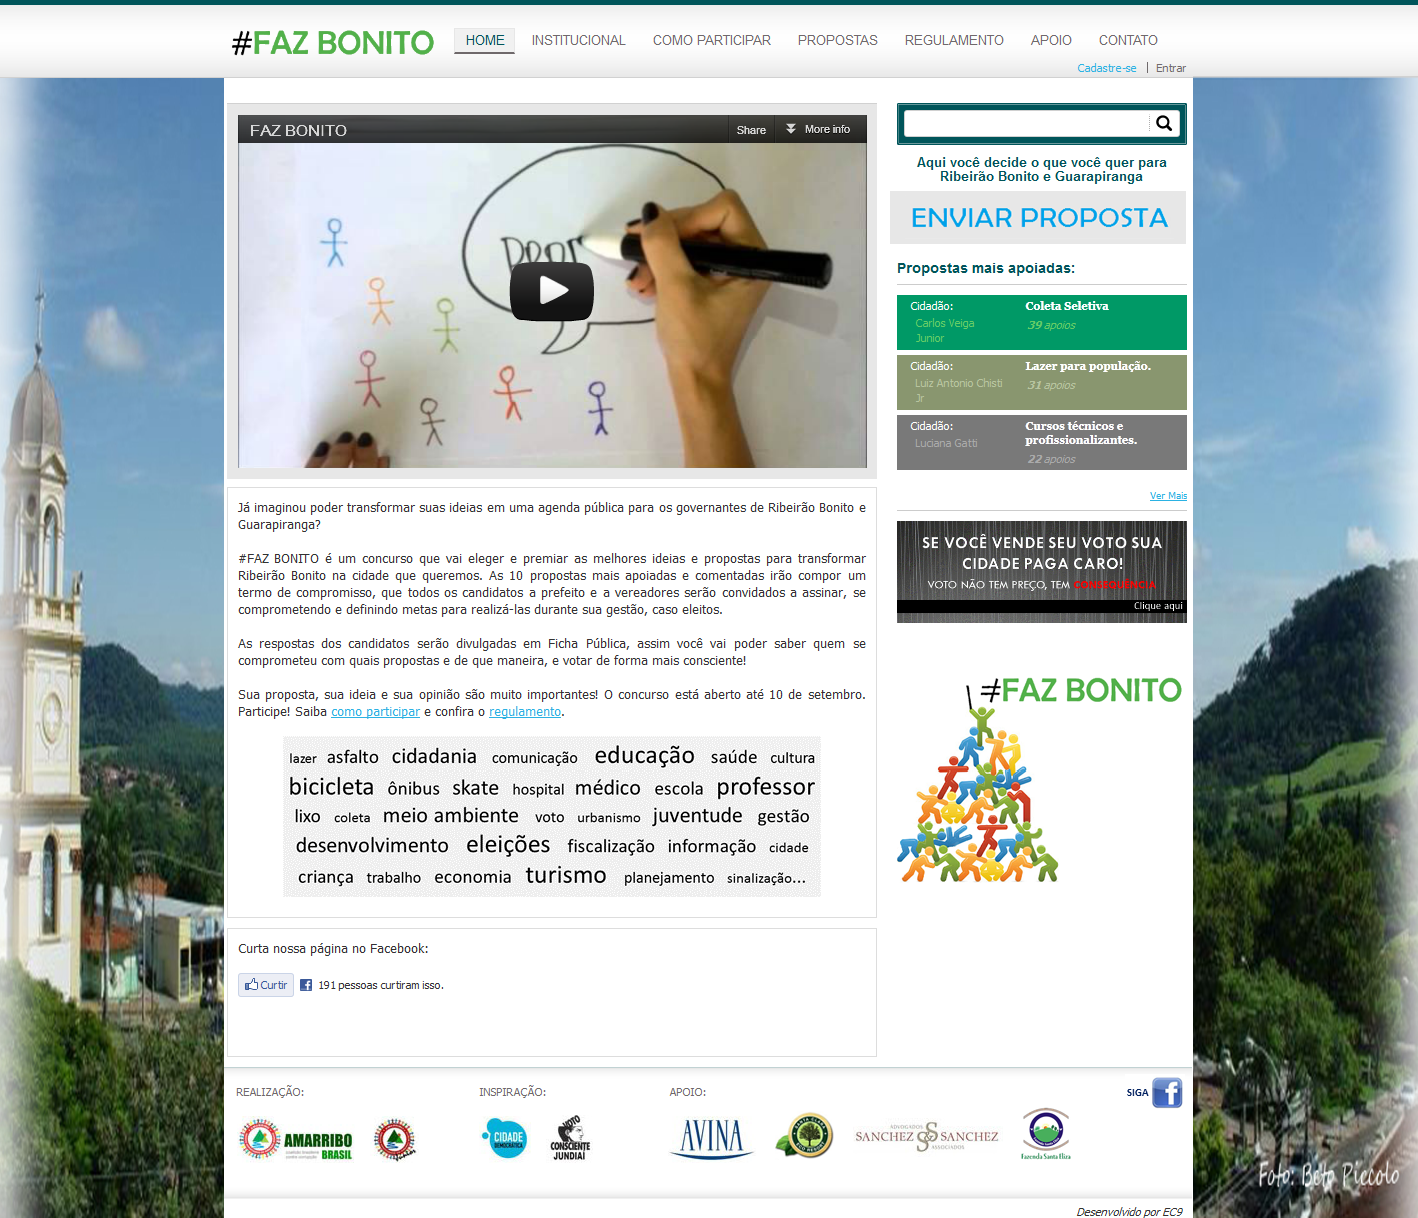 #FAZ BONITO
HOME INSTITUCIONAL COMO PARTICIPAR PROPOSTAS REGULAMENTO APOIO CONTATO
Cadastre-se | Entrar
FAZ BONITO
Share
More info
PROP
Já imaginou poder transformar suas ideias em uma agenda pública para os governantes de Ribeirão Bonito e
Guarapiranga?
#FAZ BONITO é um concurso que vai eleger e premiar as melhores ideias e propostas para transformar
Ribeirão Bonito na cidade que queremos. As 10 propostas mais apoiadas e comentadas irão compor um
termo de compromisso, que todos os candidatos a prefeito e a vereadores serão convidados a assinar, se
comprometendo e definindo metas para realizá-las durante sua gestão, caso eleitos.
As respostas dos candidatos serão divulgadas em Ficha Pública, assim você vai poder saber quem se
comprometeu com quais propostas e de que maneira, e votar de forma mais consciente!
Sua proposta, sua ideia e sua opinião são muito importantes! O concurso está aberto até 10 de setembro.
Participe! Saiba como participar e confira o regulamento.
lazer asfalto cidadania comunicação educação saúde cultura
bicicleta ônibus skate hospital médico escola professor
lixo coleta meio ambiente voto urbanismo juventude gestão
desenvolvimento eleições fiscalização informação cidade
criança trabalho economia turismo planejamento sinalização...
Curta nossa página no Facebook:
Curtir
191 pessoas curtiram isso.
Aqui você decide o que você quer para
Ribeirão Bonito e Guarapiranga
ENVIAR PROPOSTA
Propostas mais apoiadas:
Cidadão:
Carlos Veiga
Junior
Coleta Seletiva
39 apoios
Cidadão:
Luiz Antonio Chisti
Jr
Lazer para população.
31 apoios
Cidadão:
Luciana Gatti
Cursos técnicos e
profissionalizantes.
22 apoios
Ver Mais
SE VOCÊ VENDE SEU VOTO SUA
CIDADE PAGA CARO!
VOTO NÃO TEM PREÇO, TEM CONSEQUÊNCIA
Clique aqui
#FAZ BONITO
REALIZAÇÃO:
AMARRIBO
BRASIL
INSPIRAÇÃO:
CIDADE
DEMOCRÁTICA
VOTO
CONSCIENTE
JUNDIAÍ
APOIO:
AVINA
ADVOGADOS
SANCHEZ SS SANCHEZ
ASSOCIADOS
Fazenda Santa Eliza
SIGA
Foto: Beto Piccolo
Desenvolvido por EC9